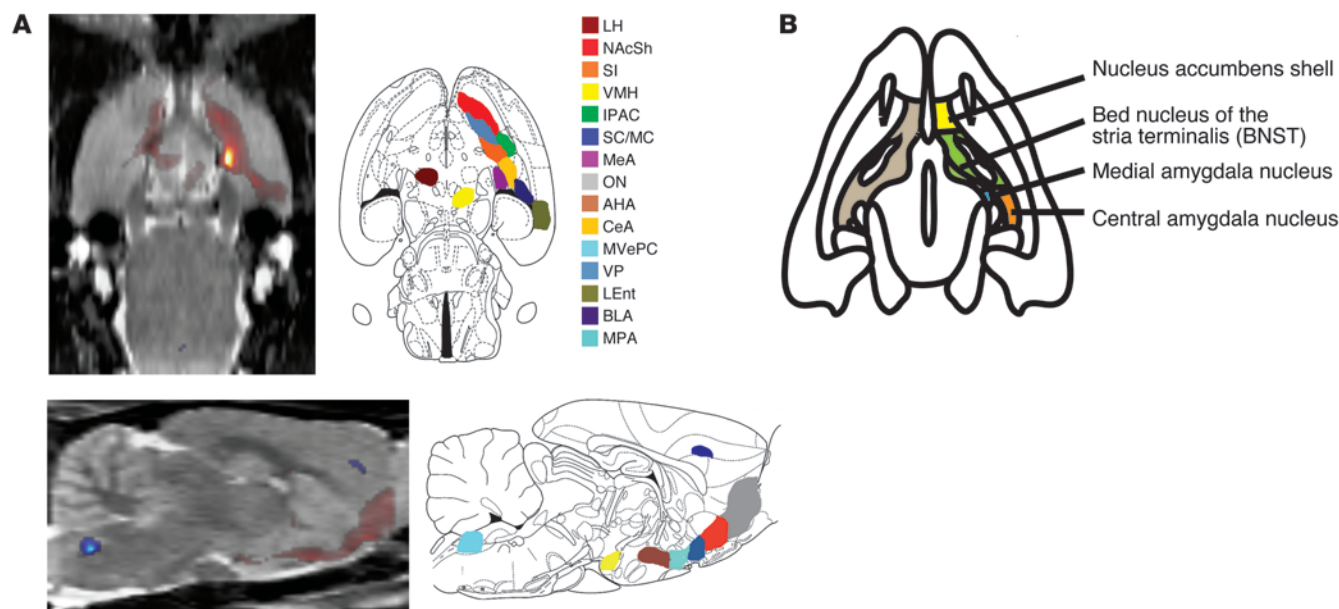 A
LH
NAcSh
SI
VMH
IPAC
SC/MC
MeA
ON
AHA
CeA
MVePC
VP
LEnt
BLA
MPA
B
Nucleus accumbens shell
Bed nucleus of the
stria terminalis (BNST)
Medial amygdala nucleus
Central amygdala nucleus